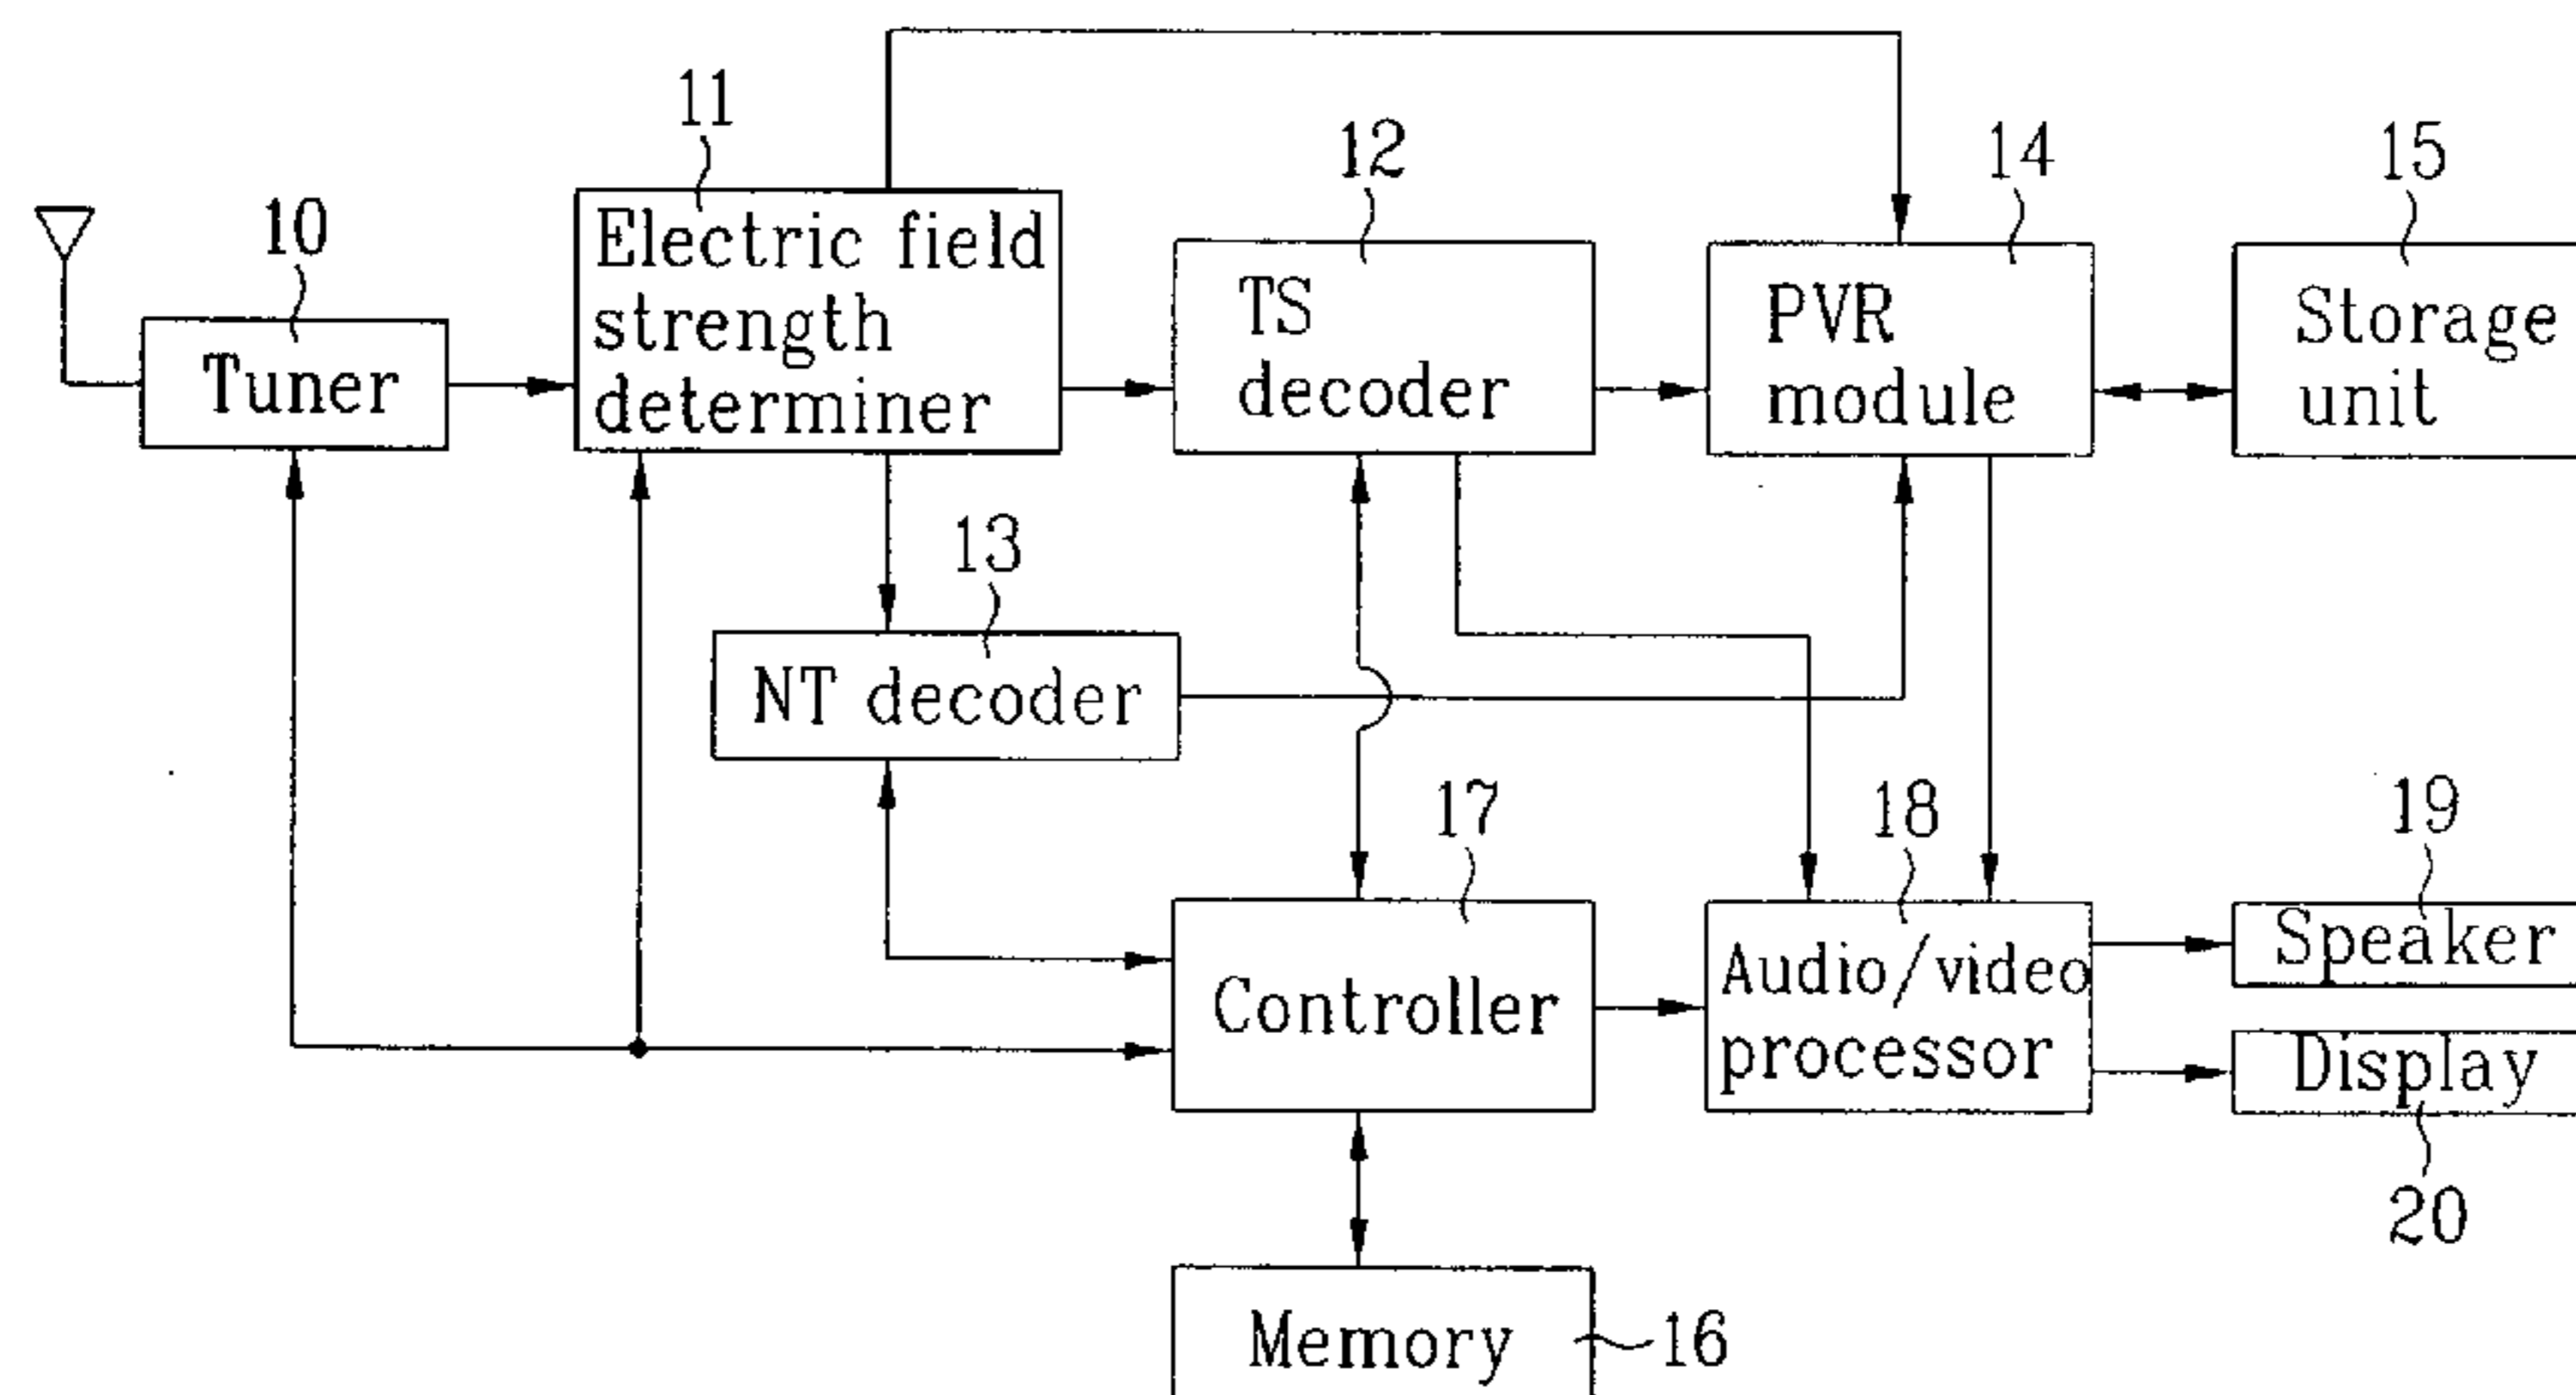 11
Electric field
strength
determiner
10
Tuner
12
TS
decoder
14
PVR
module
15
Storage
unit
13
NT decoder
17
Controller
18
Audio/video
processor
19
Speaker
Display
20
Memory
16